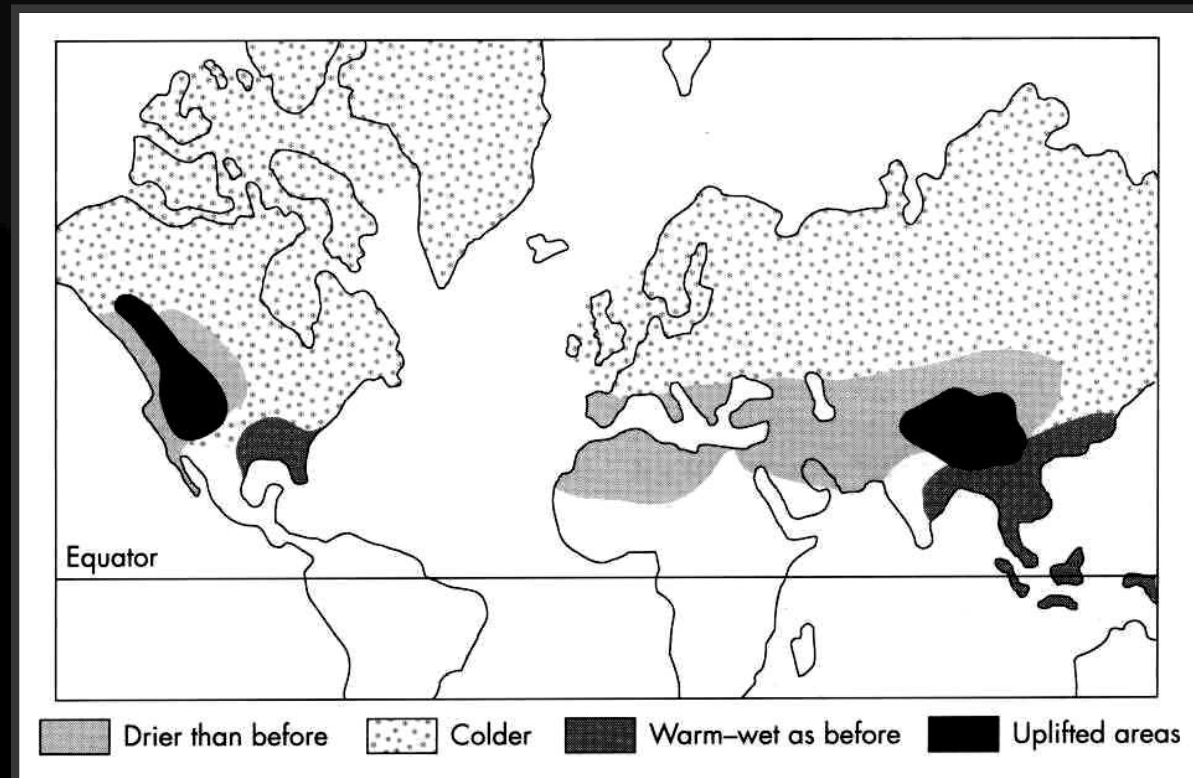 Equator
Drier than before
Colder
Warm–wet as before
Uplifted areas